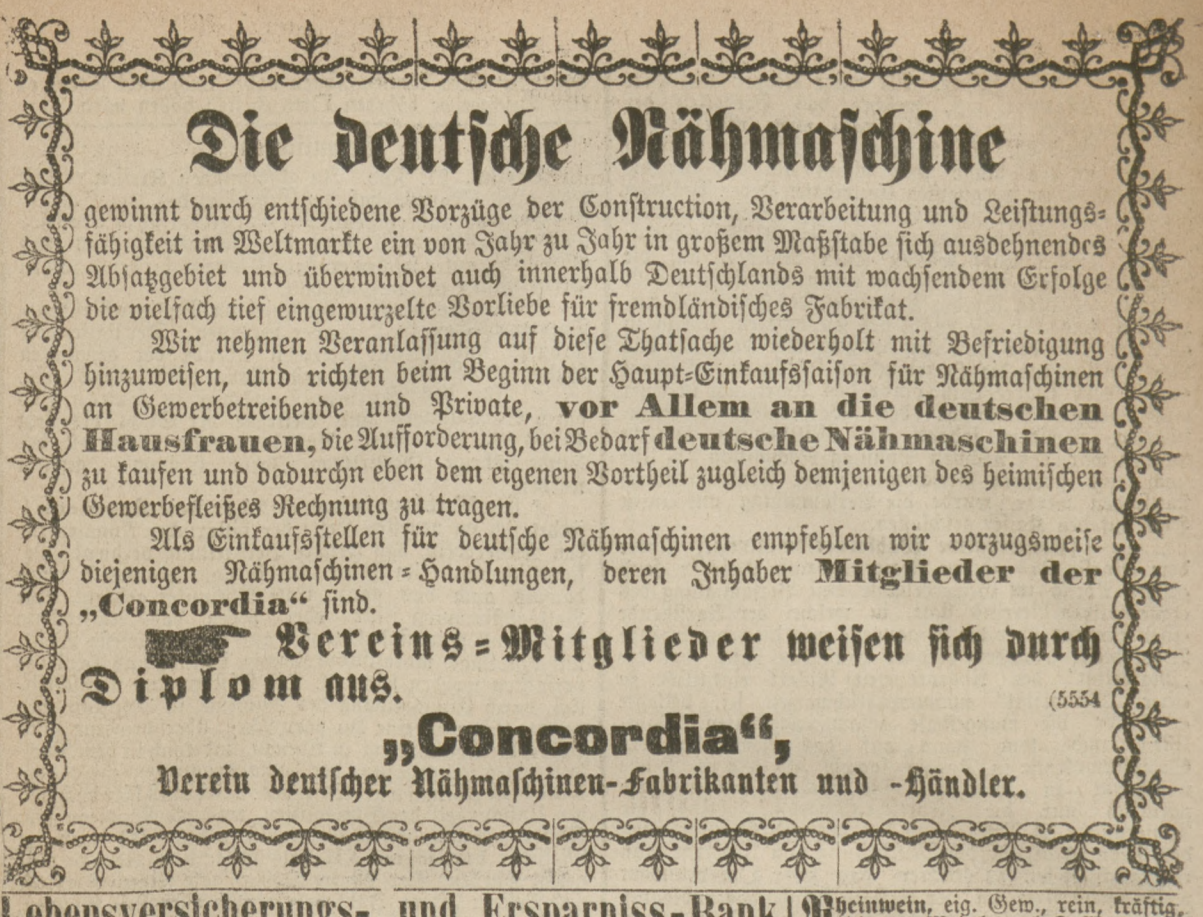 Die deutsche Nähmaschine
gewinnt durch entschiedene Vorzüge der Construction, Verarbeitung und Leistungs-
fähigkeit im Weltmarkte ein von Jahr zu Jahr in großem Maßstabe sich ausdehnendes
Absatzgebiet und überwindet auch innerhalb Deutschlands mit wachsendem Erfolge
die vielfach tief eingewurzelte Vorliebe für fremdländisches Fabrikat.
Wir nehmen Veranlassung auf diese Thatsache wiederholt mit Befriedigung
hinzuweisen, und richten beim Beginn der Haupt-Einkaufssaison für Nähmaschinen
an Gewerbetreibende und Private, vor Allem an die deutschen
Hausfrauen, die Aufforderung, bei Bedarf deutsche Nähmaschinen
zu kaufen und dadurchn eben dem eigenen Vortheil zugleich demjenigen des heimischen
Gewerbefleißes Rechnung zu tragen.
Als Einkaufsstellen für deutsche Nähmaschinen empfehlen wir vorzugsweise
diejenigen Nähmaschinen-Handlungen, deren Inhaber Mitglieder der
„Concordia“ sind.
Vereins-Mitglieder weisen sich durch
Diplom aus.
(5554
„Concordia“,
Verein deutscher Nähmaschinen-Fabrikanten und -Händler.
Lebensversicherungs- und Ersparniss-Bank
Rheinwein, eig. Gew., rein, kräftig,